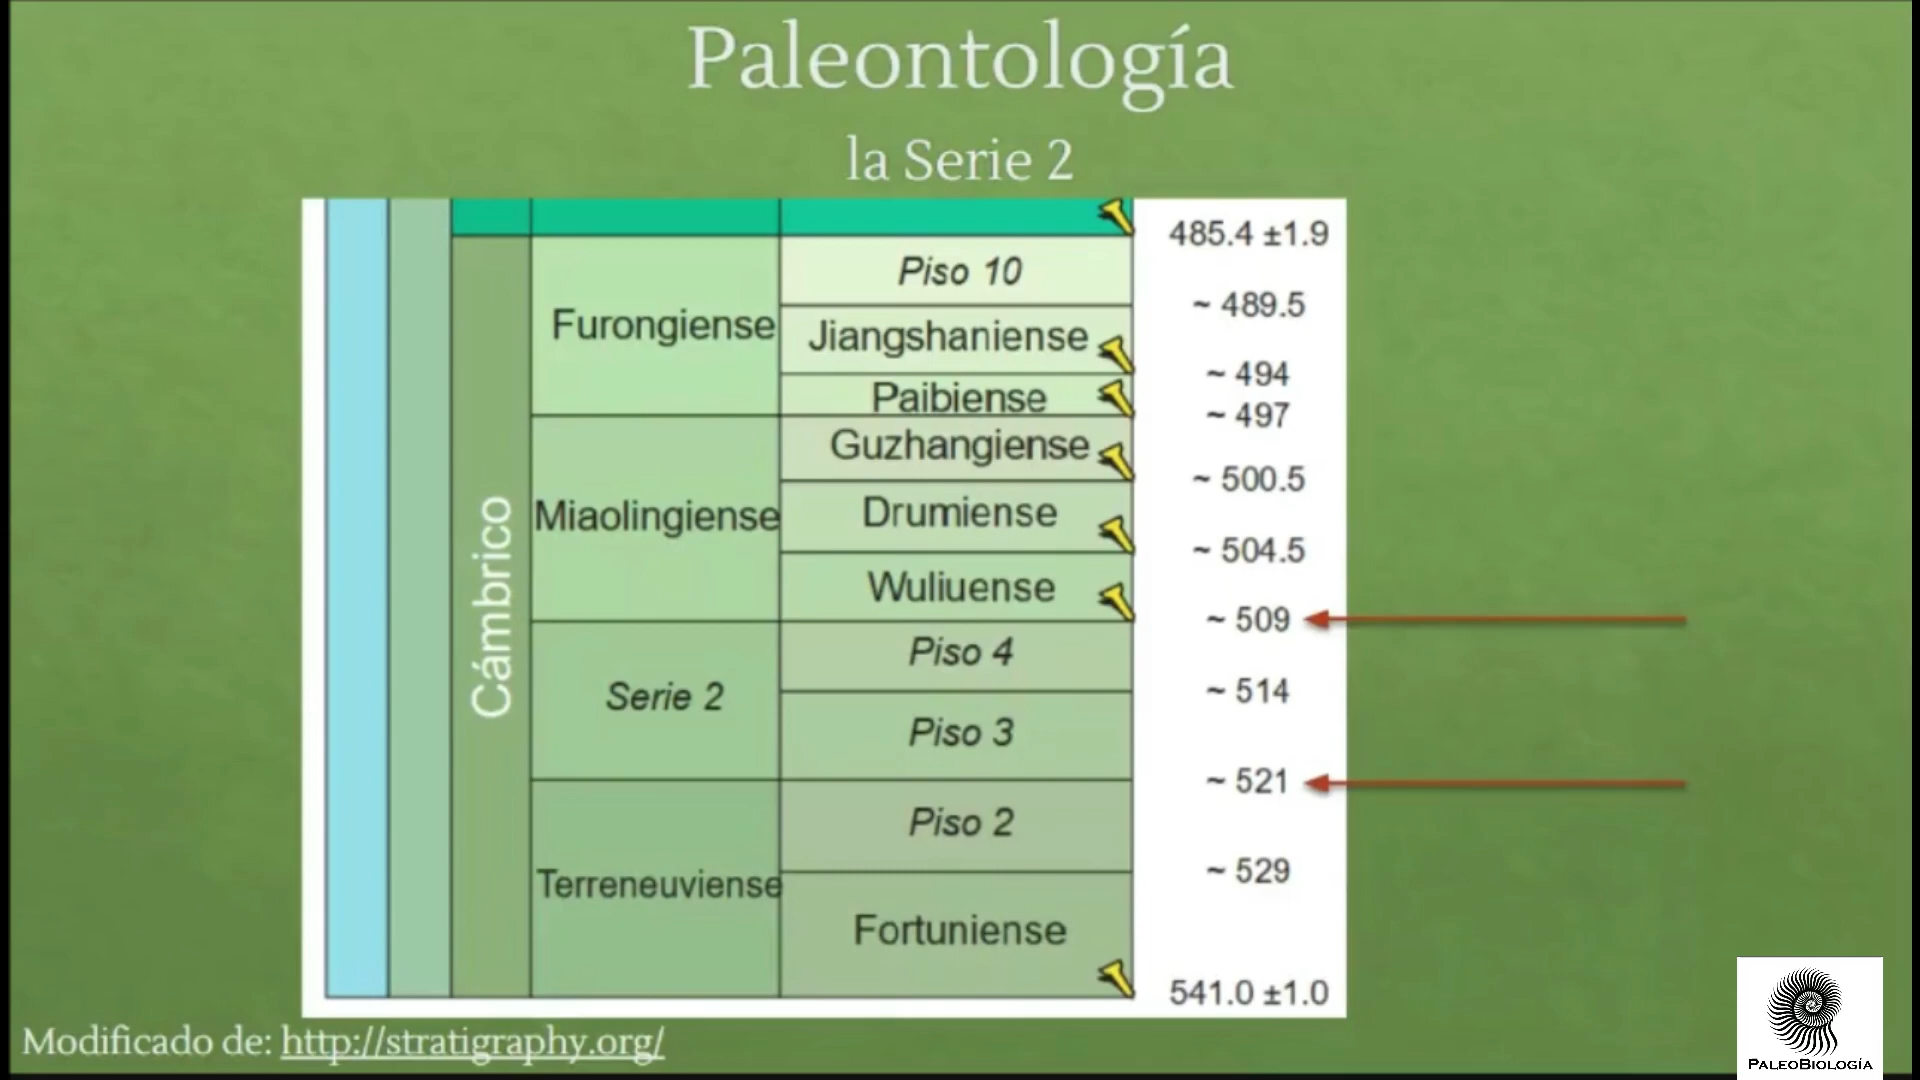 Paleontología
la Serie 2
485.4 ±1.9
Piso 10
~ 489.5
Furongiense
Jiangshaniense
~ 494
Paibiense
~ 497
Guzhangiense
~ 500.5
Miaolingiense
Drumiense
~ 504.5
Wuliuense
~ 509
Cámbrico
Piso 4
Serie 2
~ 514
Piso 3
~ 521
Piso 2
~ 529
Terreneuviense
Fortuniense
541.0 ±1.0
Modificado de: http://stratigraphy.org/
PALEOBIOLOGÍA